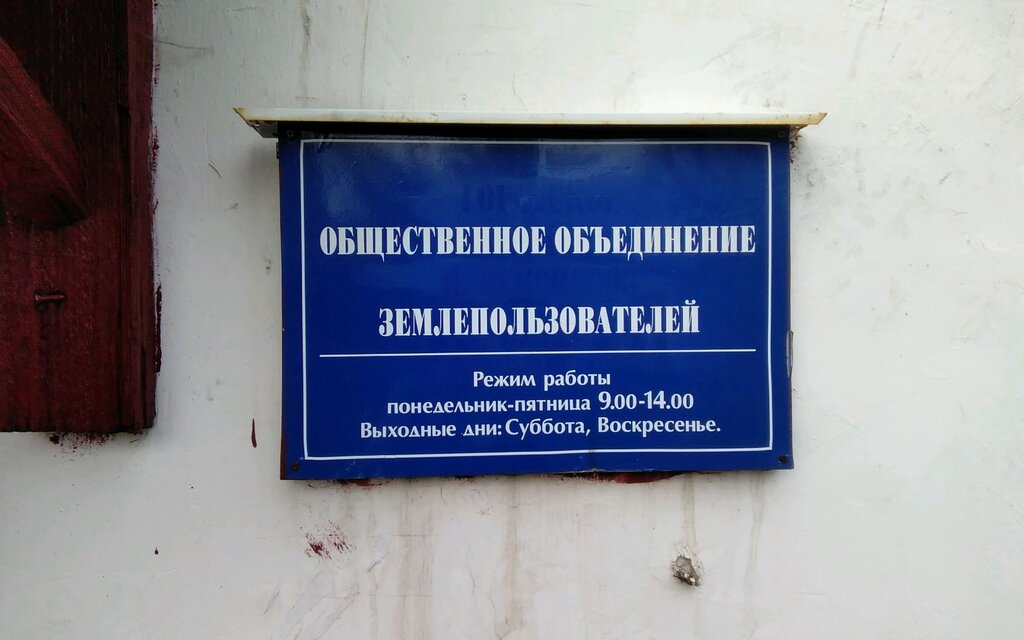 ОБЩЕСТВЕННОЕ ОБЪЕДИНЕНИЕ
ЗЕМЛЕПОЛЬЗОВАТЕЛЕЙ
Режим работы
понедельник-пятница 9.00-14.00
Выходные дни: Суббота, Воскресенье.